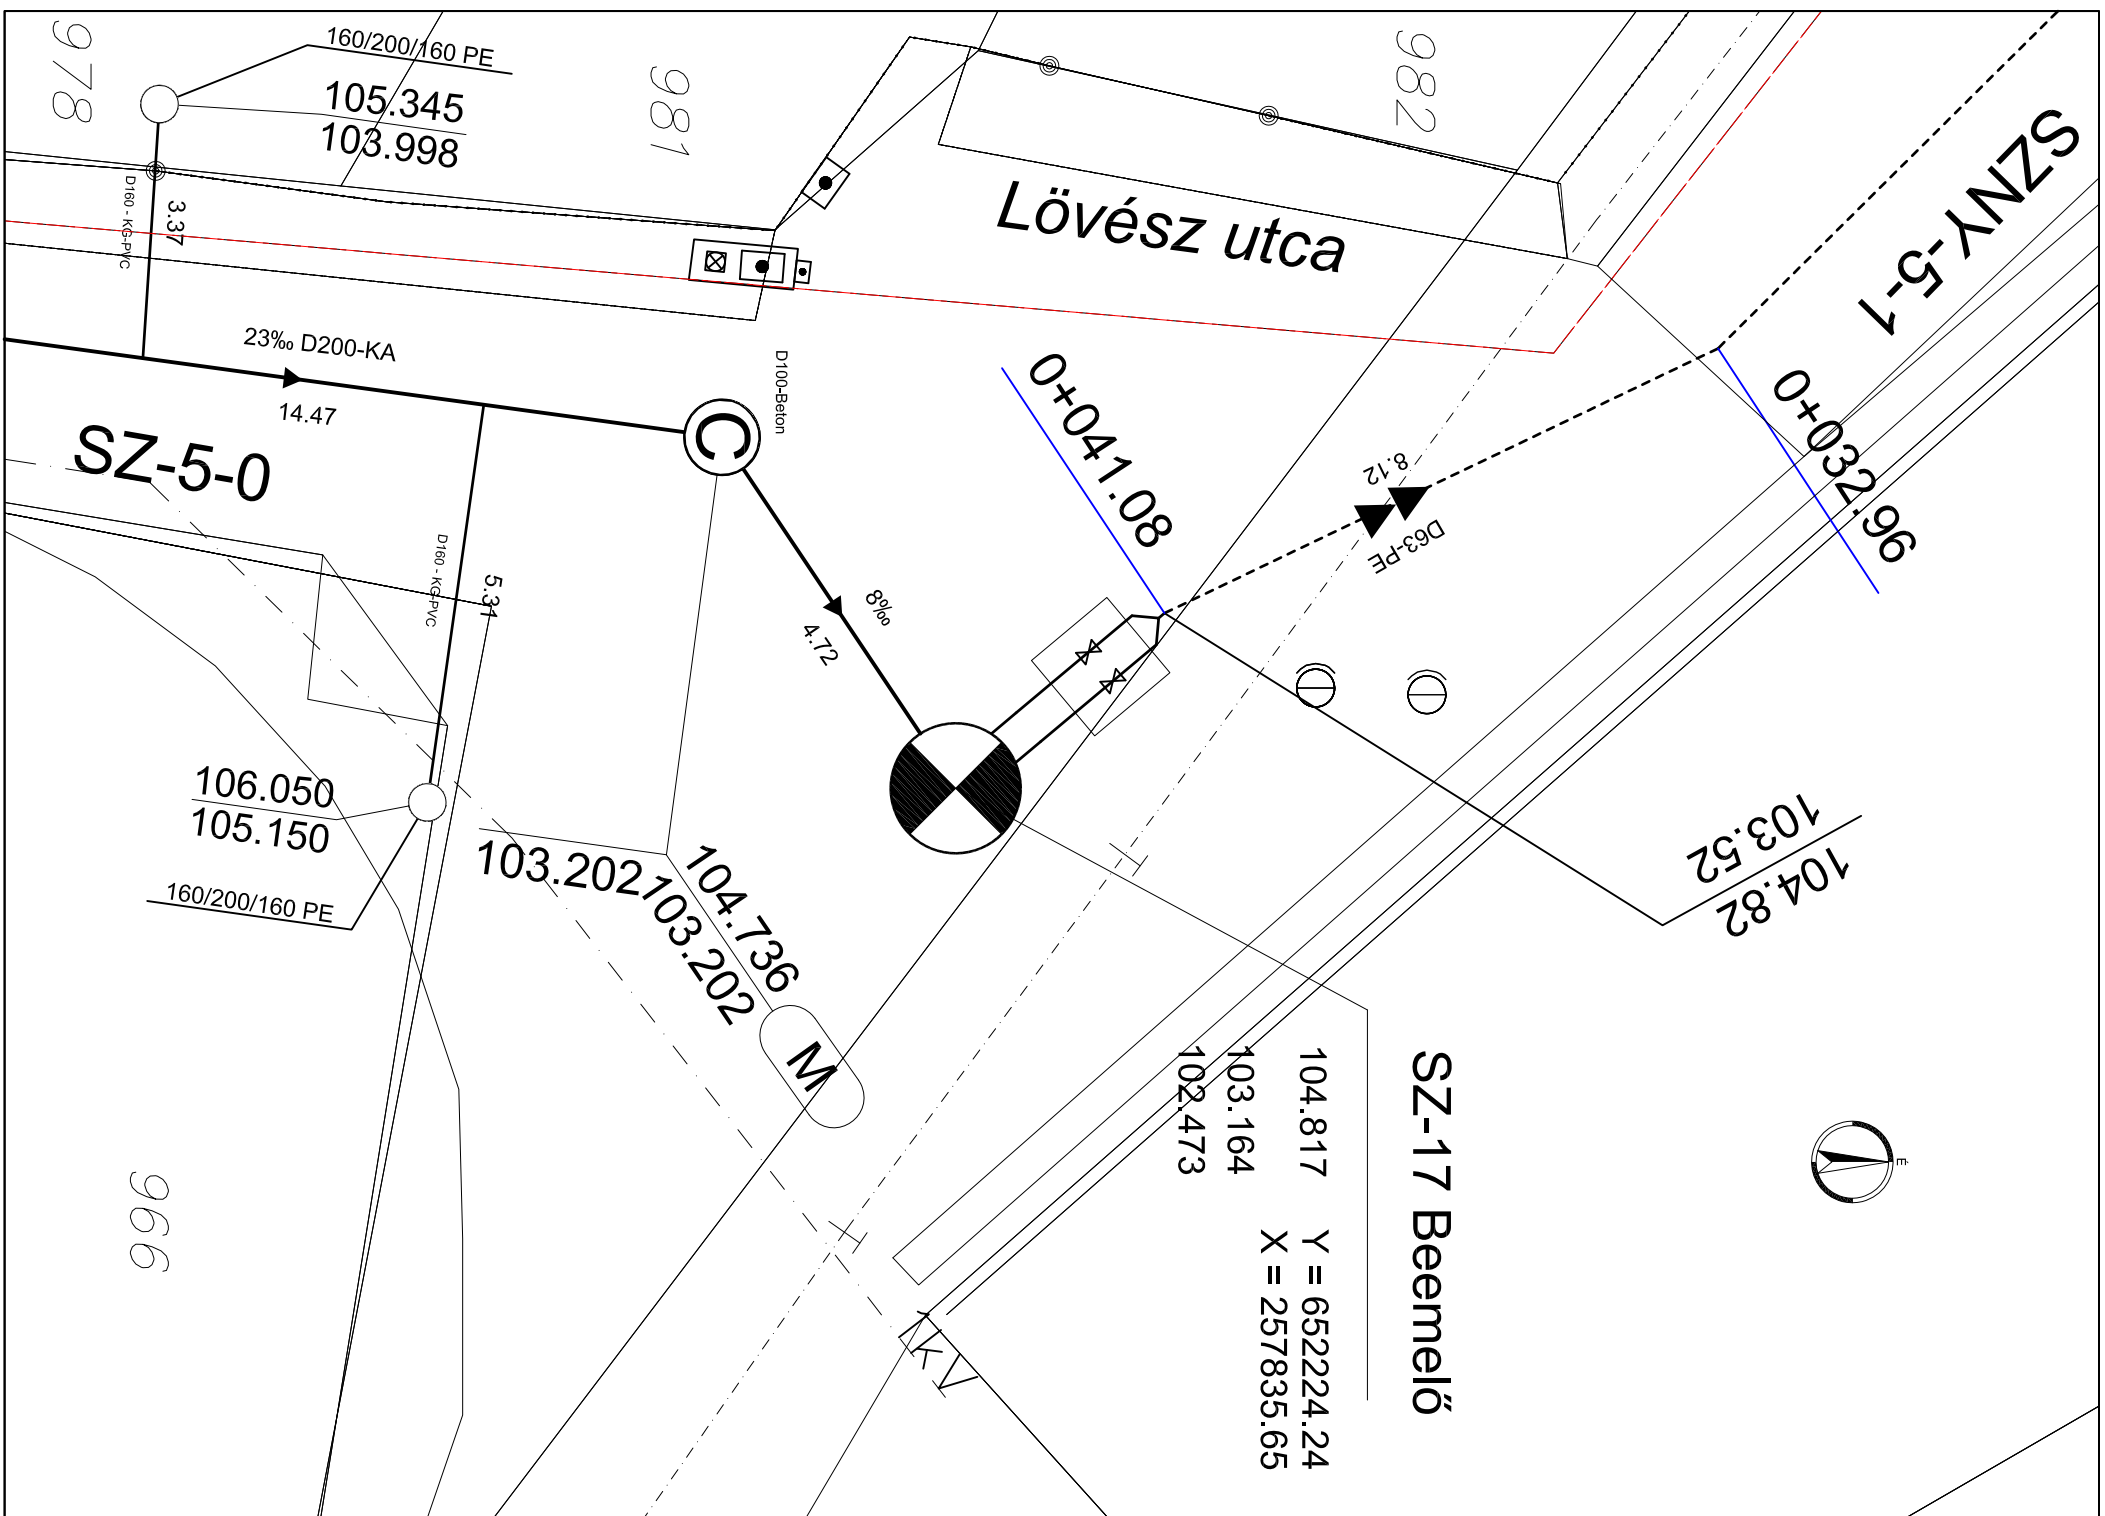 978
160/200/160 PE
105.345
103.998
981
982
SZNY-5-1
Lövész utca
D160 - KG-PVC
3.37
23‰ D200-KA
14.47
D100-Beton
C
SZ-5-0
0+041.08
0+032.96
8.12
D63-PE
D160 - KG-PVC
5.31
8‰
4.72
106.050
105.150
160/200/160 PE
103.202
104.736
103.202
M
103.52
104.82
SZ-17 Beemelő
104.817 Y = 652224.24
X = 257835.65
103.164
102.473
É
966
1kV